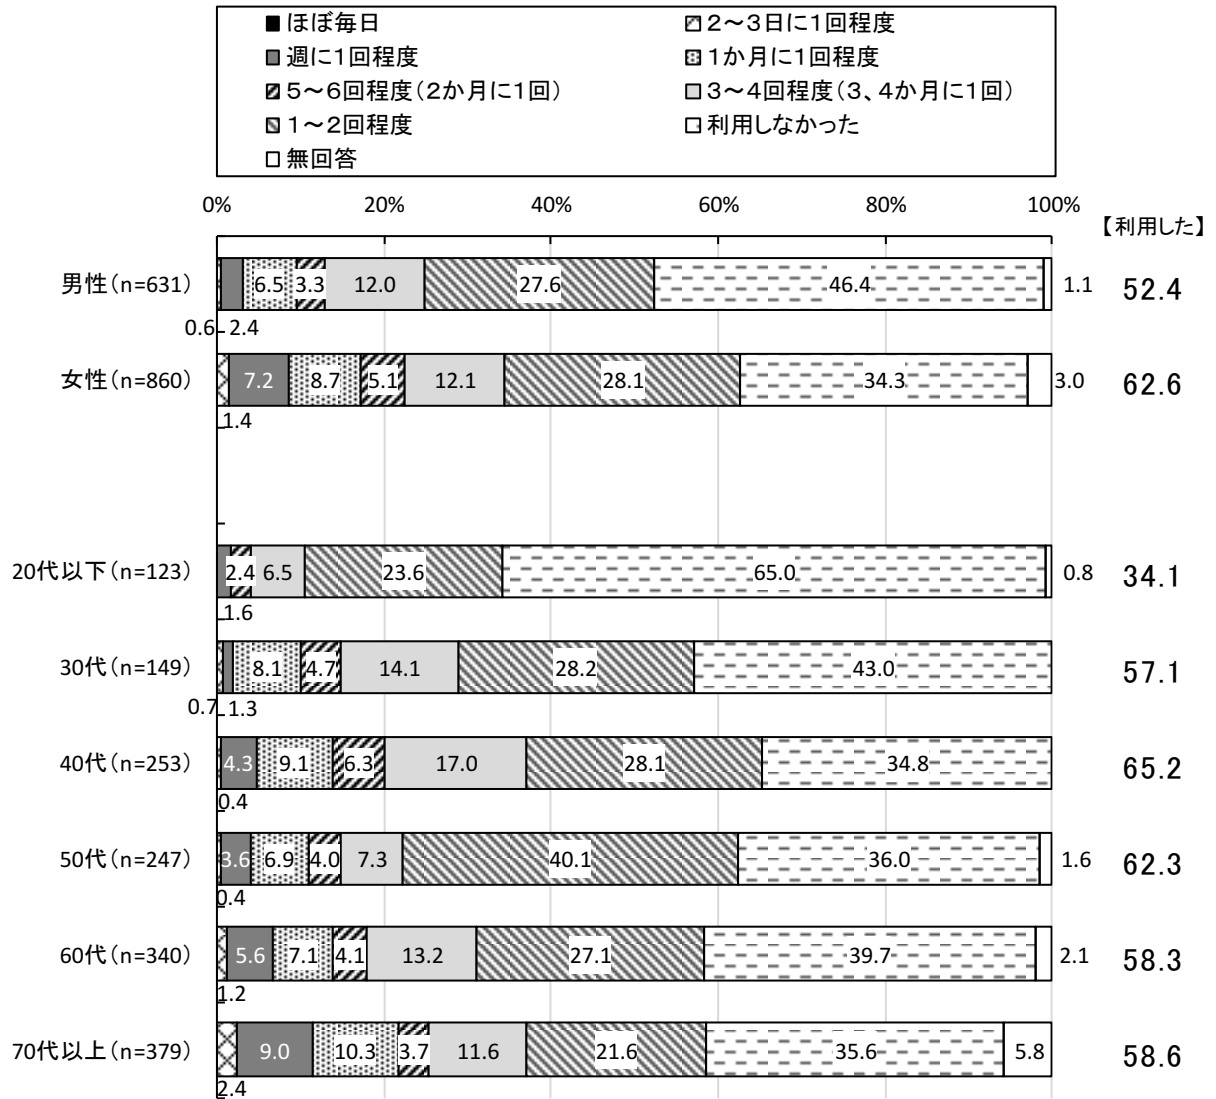 ■ほぼ毎日 2～3日に1回程度
■週に1回程度 1か月に1回程度
5～6回程度(2か月に1回) 3～4回程度(3、4か月に1回)
1～2回程度 利用しなかった
□無回答
0% 20% 40% 60% 80% 100%
【利用した】
男性(n=631) 6.5 3.3 12.0 27.6 46.4 1.1 52.4
0.6 2.4
女性(n=860) 7.2 8.7 5.1 12.1 28.1 34.3 3.0 62.6
1.4
20代以下(n=123) 2.4 6.5 23.6 65.0 0.8 34.1
1.6
30代(n=149) 8.1 4.7 14.1 28.2 43.0 57.1
0.7 1.3
40代(n=253) 4.3 9.1 6.3 17.0 28.1 34.8 65.2
0.4
50代(n=247) 3.6 6.9 4.0 7.3 40.1 36.0 1.6 62.3
0.4
60代(n=340) 5.6 7.1 4.1 13.2 27.1 39.7 2.1 58.3
1.2
70代以上(n=379) 9.0 10.3 3.7 11.6 21.6 35.6 5.8 58.6
2.4